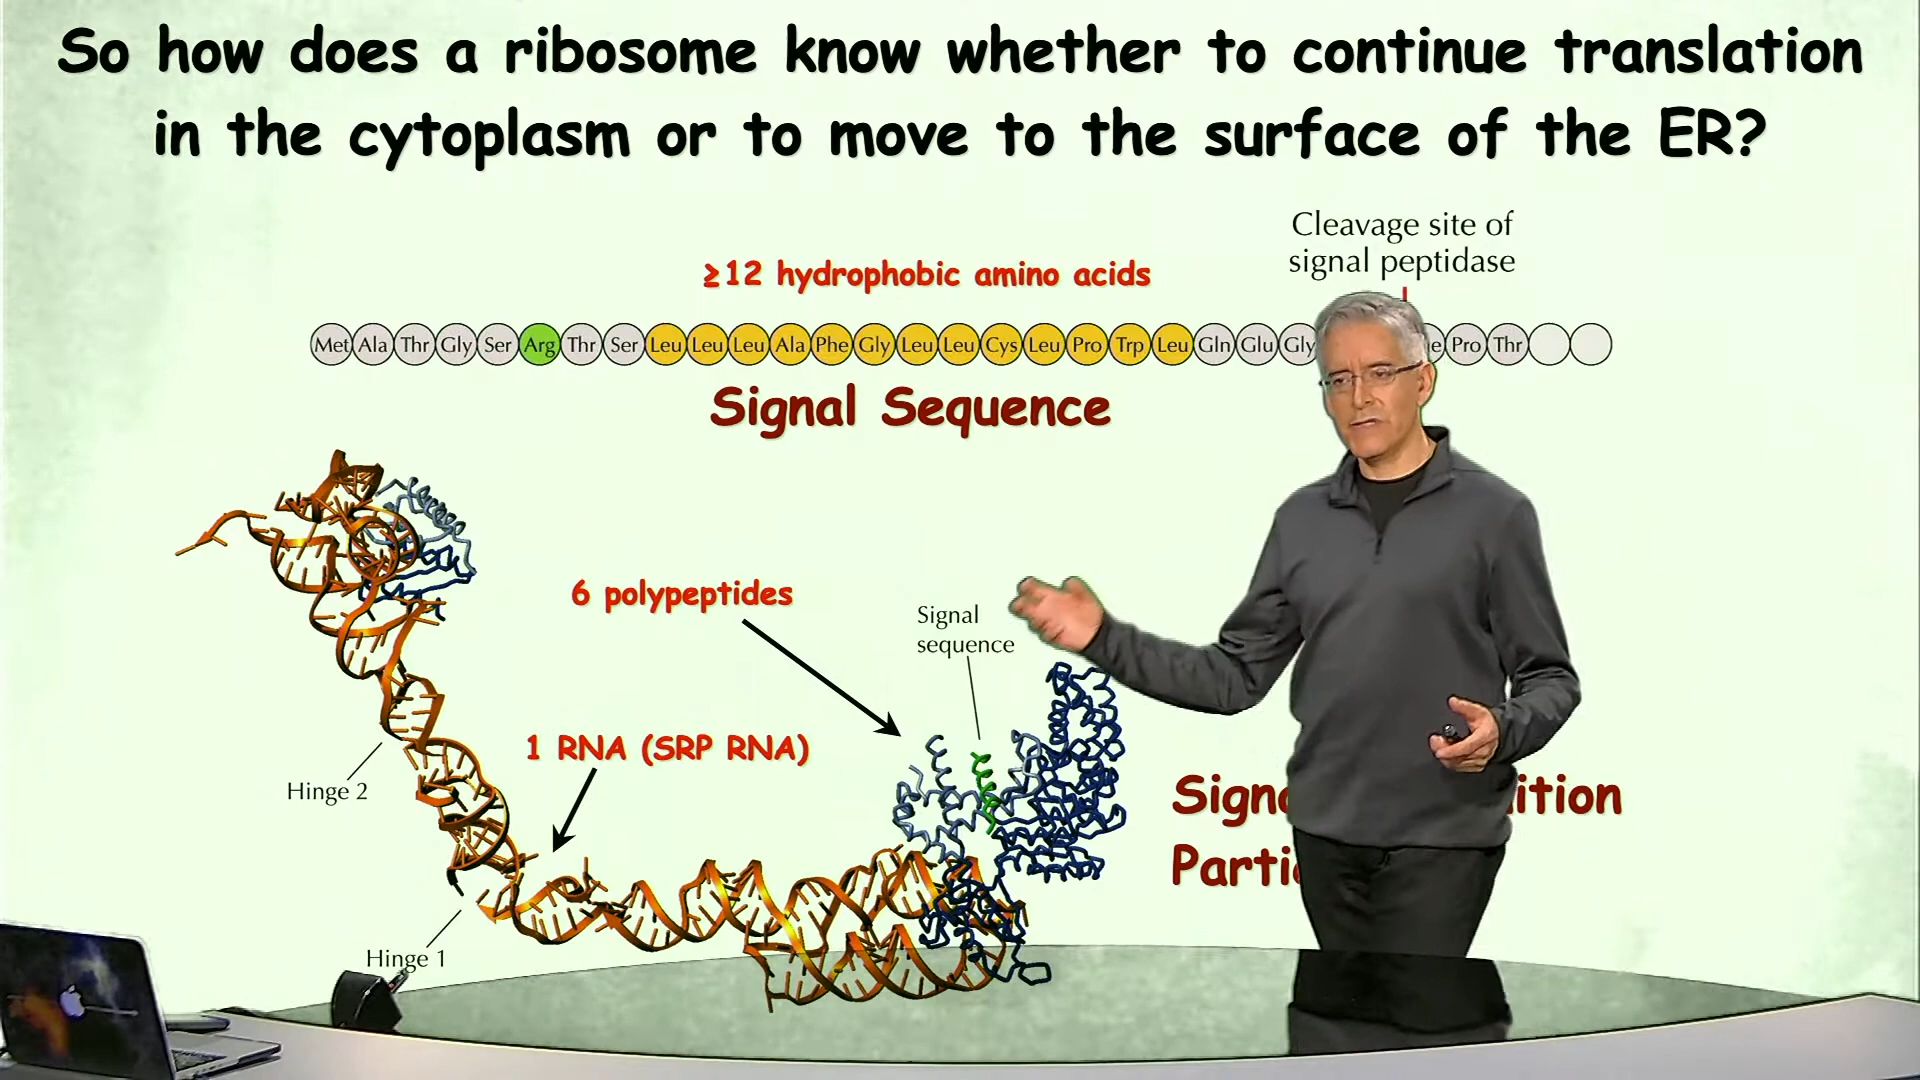 So how does a ribosome know whether to continue translation
in the cytoplasm or to move to the surface of the ER?
Cleavage site of
signal peptidase
≥12 hydrophobic amino acids
Met Ala Thr Gly Ser Arg Thr Ser Leu Leu Leu Ala Phe Gly Leu Leu Cys Leu Pro Trp Leu Gln Glu Gly Pro Thr
Signal Sequence
6 polypeptides
Signal
sequence
1 RNA (SRP RNA)
Hinge 2
Hinge 1